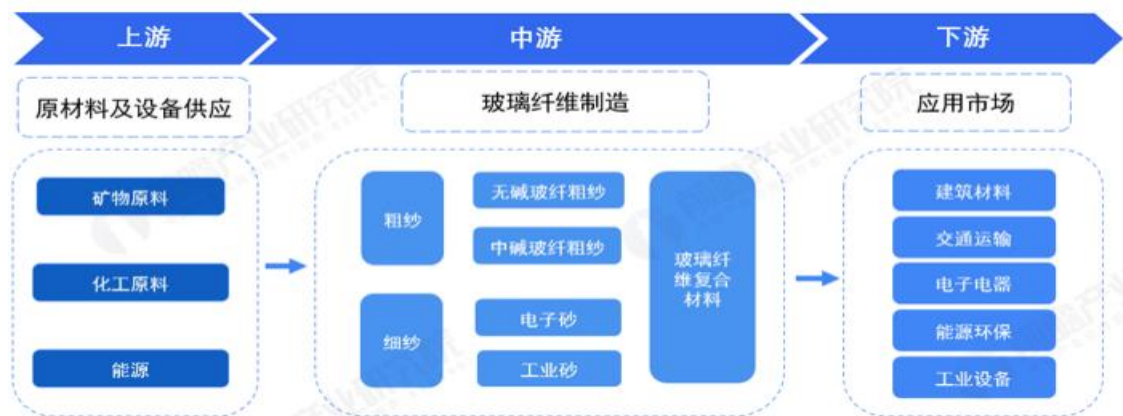 上游
中游
下游
原材料及设备供应
玻璃纤维制造
应用市场
矿物原料
化工原料
能源
粗纱
无碱玻纤粗纱
中碱玻纤粗纱
细纱
电子砂
工业砂
玻璃纤
维复合
材料
建筑材料
交通运输
电子电器
能源环保
工业设备